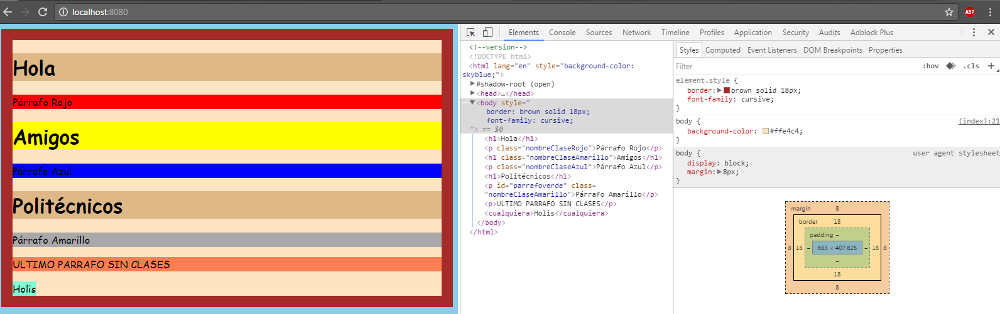 localhost:8080
ABP
Hola
Párrafo Rojo
Amigos
Párrafo Azul
Politécnicos
Párrafo Amarillo
ULTIMO PARRAFO SIN CLASES
Holis
Elements Console Sources Network Timeline Profiles Application Security Audits Adblock Plus
<!--version-->
<!DOCTYPE html>
<html lang="en" style="background-color:
skyblue;">
#shadow-root (open)
<head>…</head>
<body style="
border: brown solid 18px;
font-family: cursive;
"> == $0
<h1>Hola</h1>
<p class="nombreClaseRojo">Párrafo Rojo</p>
<h1 class="nombreClaseAmarillo">Amigos</h1>
<p class="nombreClaseAzul">Párrafo Azul</p>
<h1>Politécnicos</h1>
<p id="parrafoverde" class=
"nombreClaseAmarillo">Párrafo Amarillo</p>
<p>ULTIMO PARRAFO SIN CLASES</p>
<cualquiera>Holis</cualquiera>
</body>
</html>
Styles Computed Event Listeners DOM Breakpoints Properties
Filter :hov .cls +
element.style {
border: brown solid 18px;
font-family: cursive;
}
body { (index):21
background-color: #ffe4c4;
}
body { user agent stylesheet
display: block;
margin: 8px;
}
margin 8
border 18
padding –
8 18 – 683 × 407.625 – 18 8
–
18
8